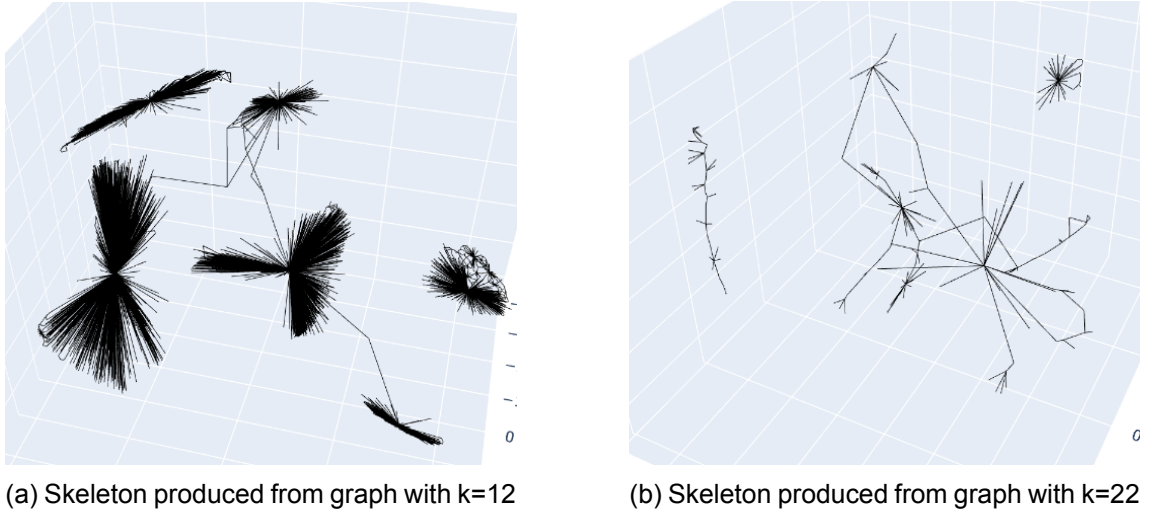 0
0
(a) Skeleton produced from graph with k=12
(b) Skeleton produced from graph with k=22